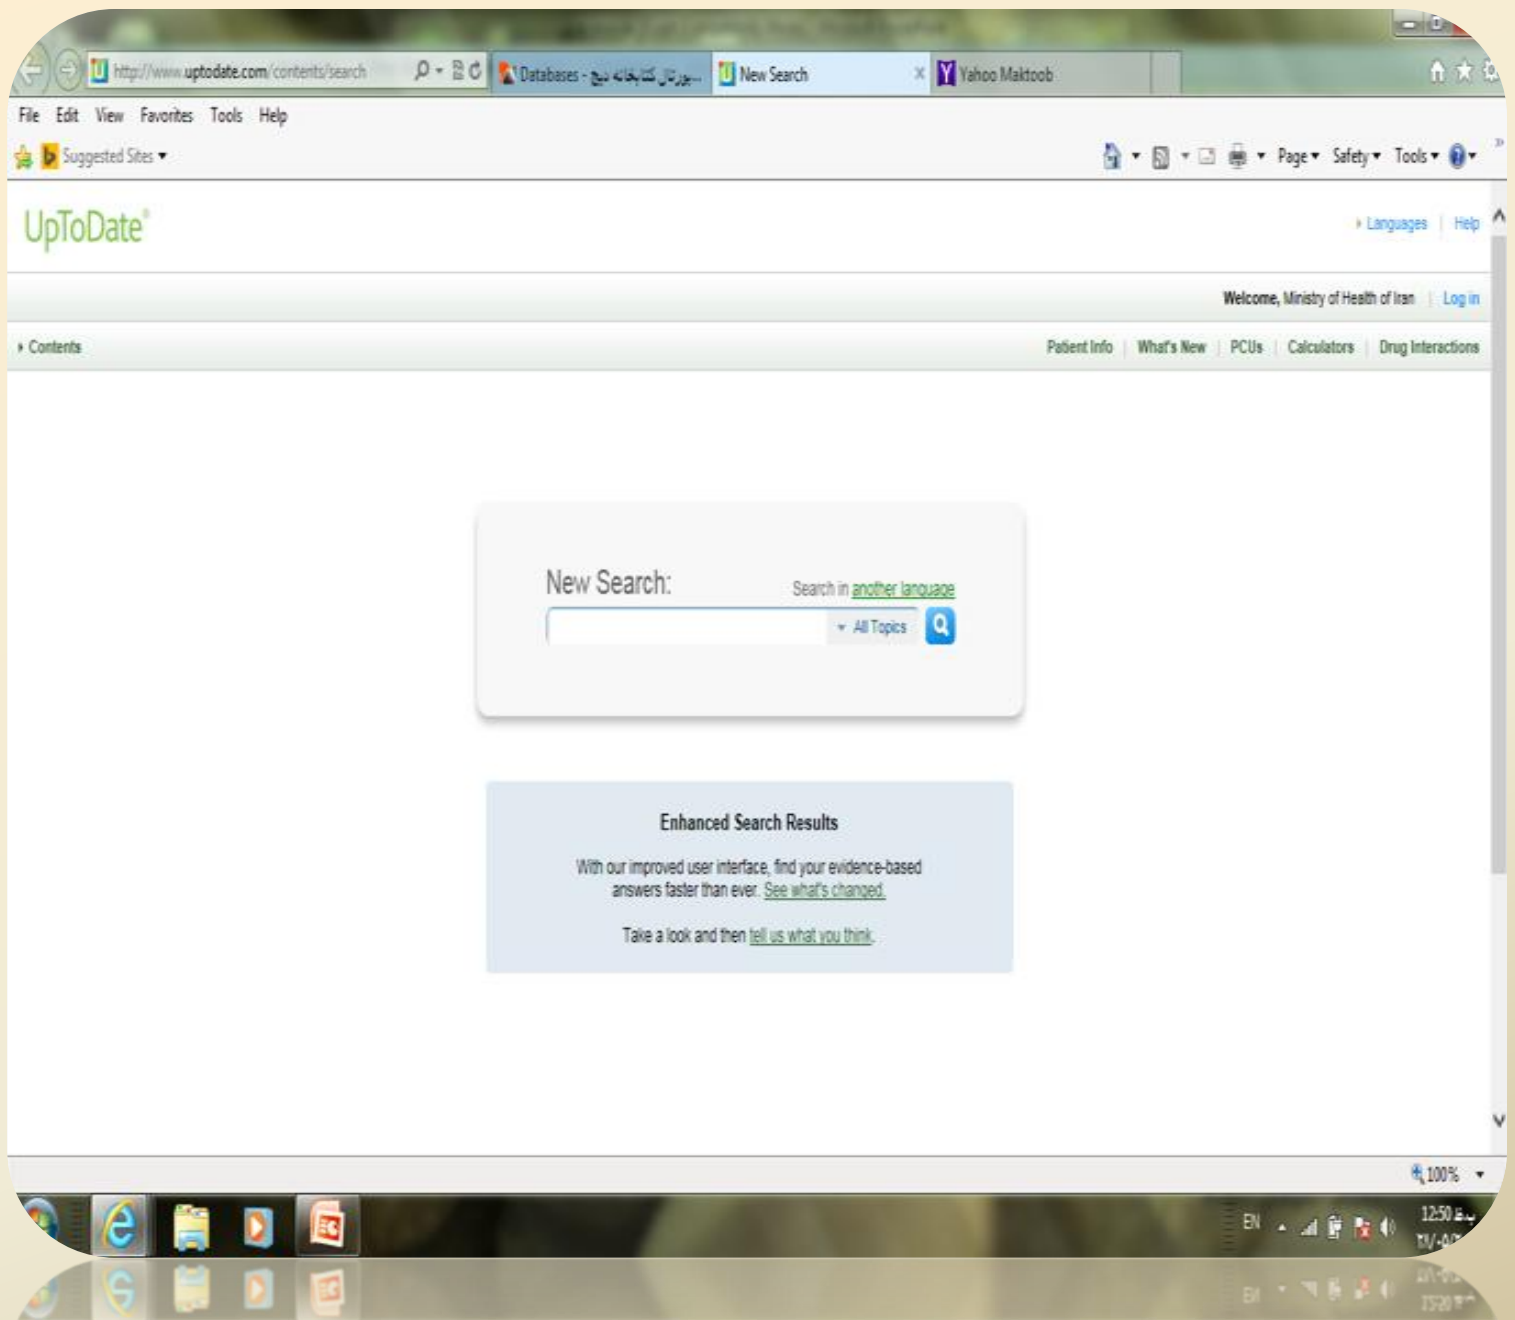 http://www.uptodate.com/contents/search
Databases - پورتال کتابخانه دیج...
New Search
Yahoo Maktoob
File Edit View Favorites Tools Help
Suggested Sites
Page Safety Tools
UpToDate®
Languages | Help
Welcome, Ministry of Health of Iran | Log in
Contents
Patient Info | What's New | PCUs | Calculators | Drug Interactions
New Search:
Search in another language
All Topics
Enhanced Search Results
With our improved user interface, find your evidence-based
answers faster than ever. See what's changed.
Take a look and then tell us what you think.
100%
EN
12:50